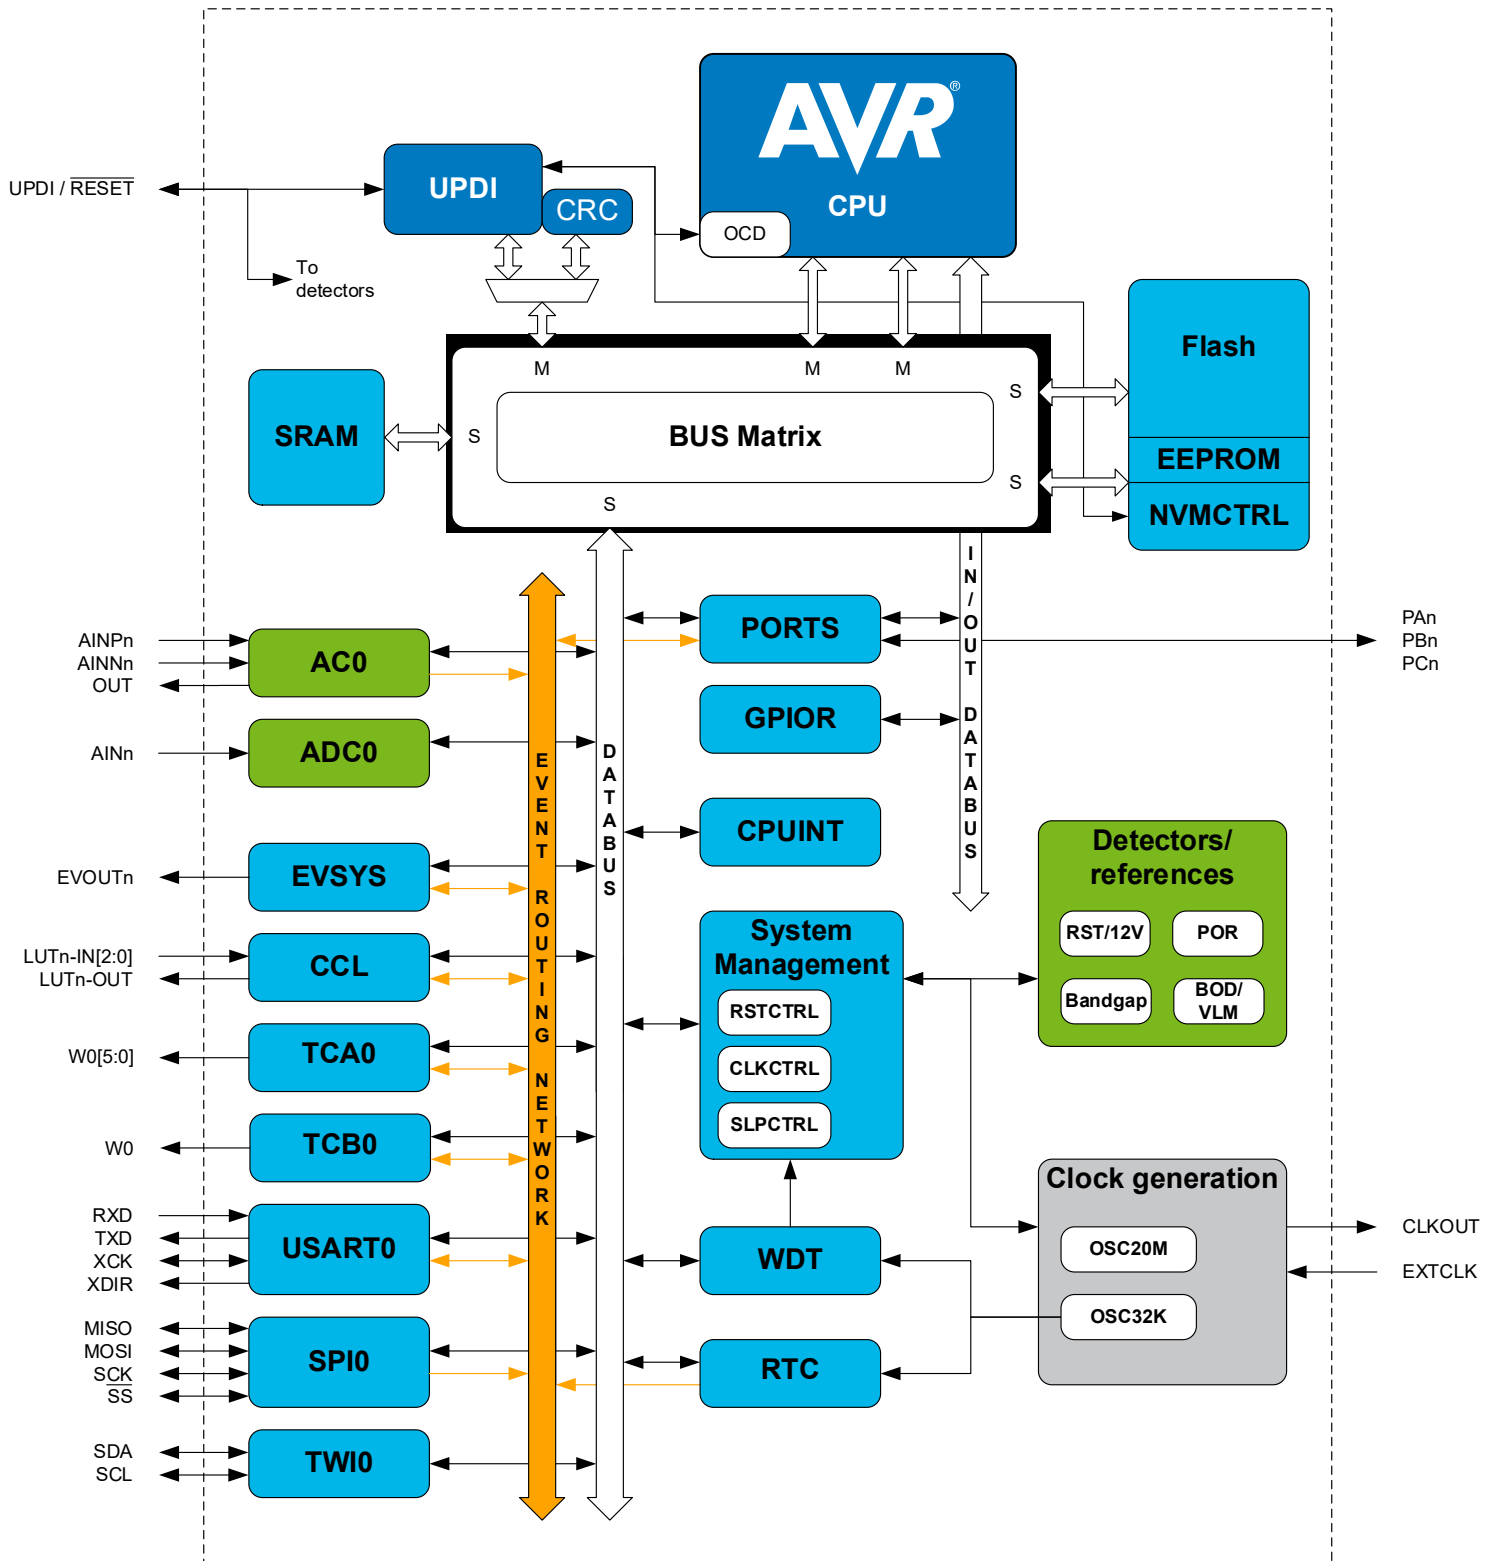 AVR®
CPU
OCD
UPDI / RESET
UPDI
CRC
To
detectors
Flash
EEPROM
NVMCTRL
M
M
M
S
S
S
S
SRAM
BUS Matrix
IN/OUT DATABUS
EVENT ROUTING NETWORK
DATABUS
PORTS
PAn
PBn
PCn
AINPn
AINNn
OUT
AC0
GPIOR
AINn
ADC0
CPUINT
Detectors/
references
RST/12V
POR
Bandgap
BOD/
VLM
EVOUTn
EVSYS
System
Management
RSTCTRL
CLKCTRL
SLPCTRL
LUTn-IN[2:0]
LUTn-OUT
CCL
W0[5:0]
TCA0
W0
TCB0
Clock generation
OSC20M
OSC32K
CLKOUT
EXTCLK
RXD
TXD
XCK
XDIR
USART0
WDT
MISO
MOSI
SCK
SS
SPI0
RTC
SDA
SCL
TWI0